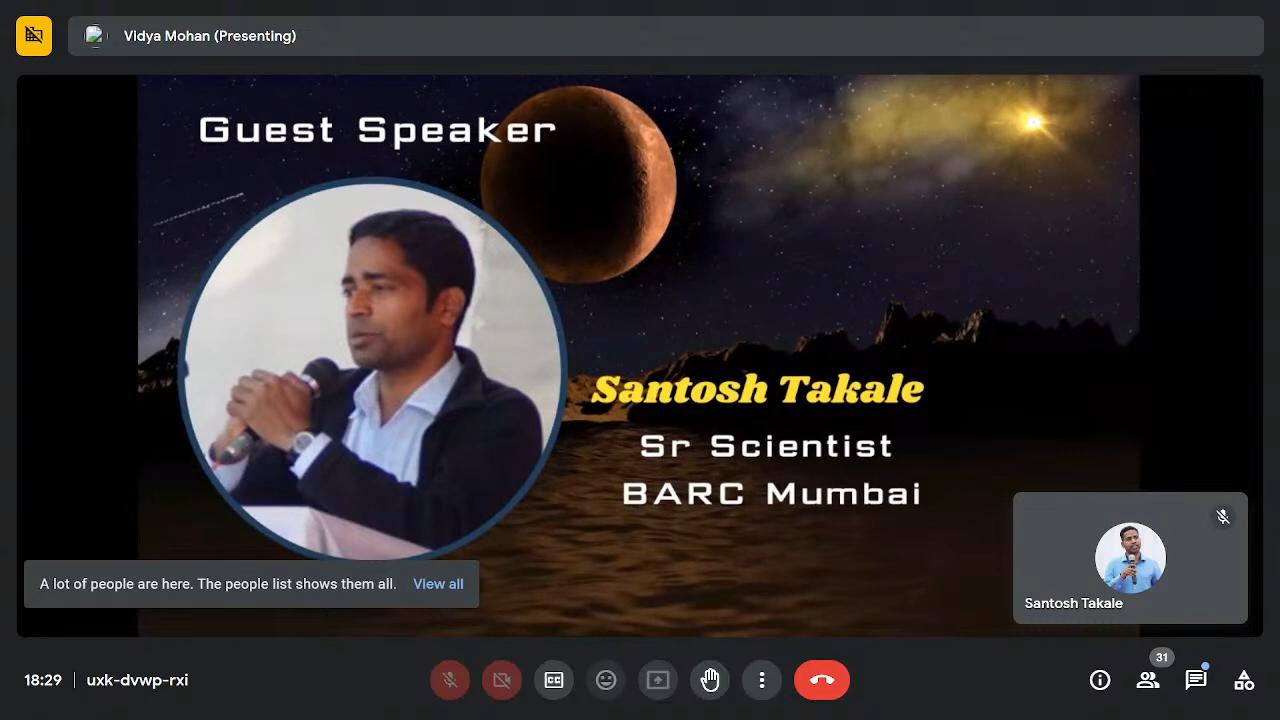 Vidya Mohan (Presenting)
Guest Speaker
Santosh Takale
Sr Scientist
BARC Mumbai
A lot of people are here. The people list shows them all. View all
Santosh Takale
18:29 | uxk-dvwp-rxi
CC
31